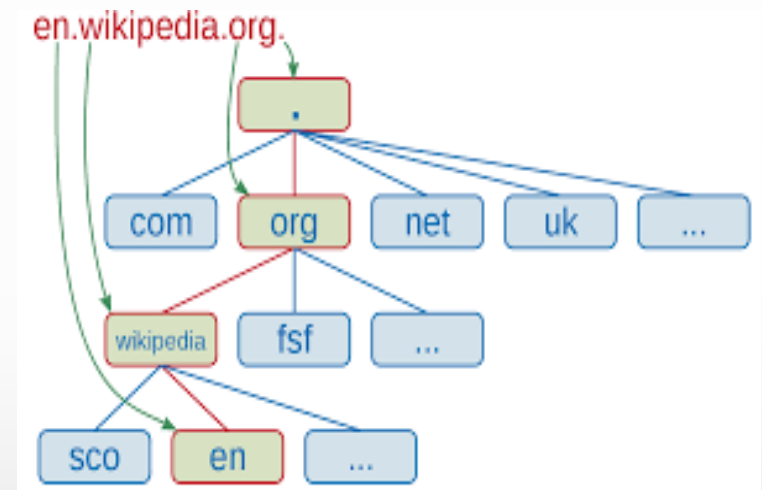 en.wikipedia.org.
.
com org net uk ...
wikipedia fsf ...
sco en ...